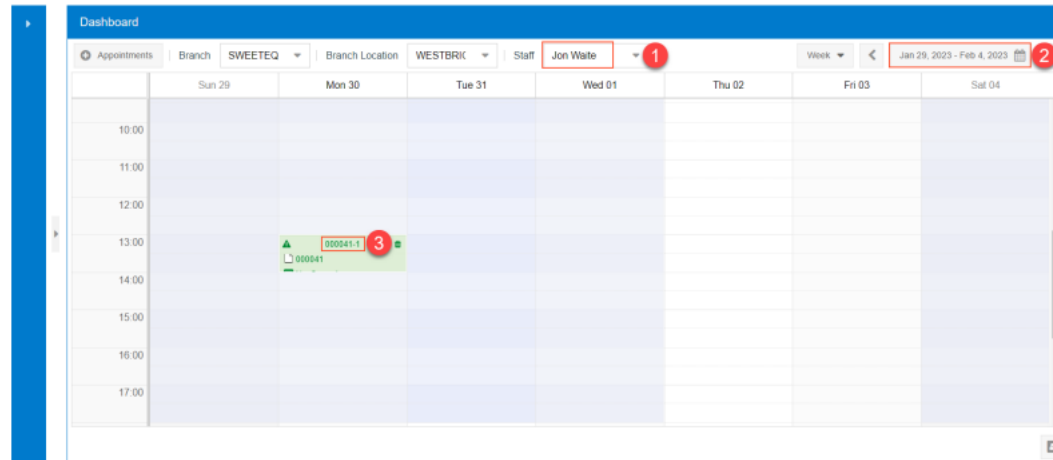 Dashboard
Appointments Branch SWEETEQ Branch Location WESTBRI Staff Jon Waite 1 Week Jan 29, 2023 - Feb 4, 2023 2
Sun 29 Mon 30 Tue 31 Wed 01 Thu 02 Fri 03 Sat 04
10:00
11:00
12:00
13:00 000041-1 3
000041
14:00
15:00
16:00
17:00